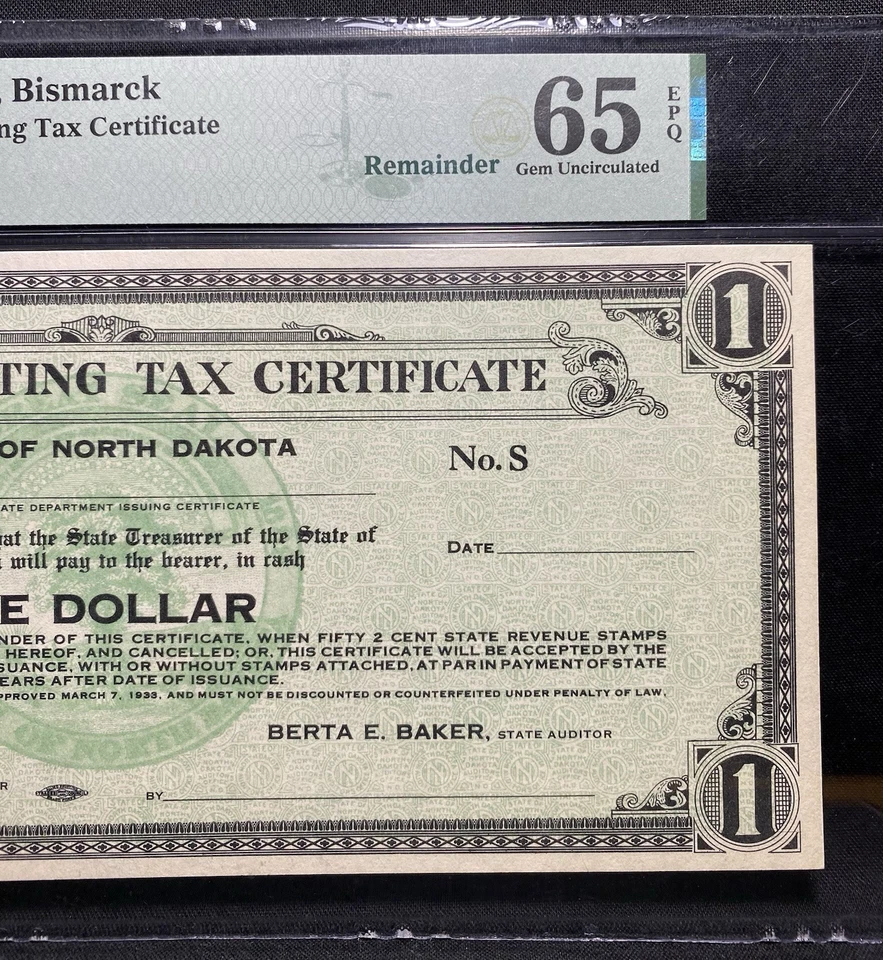 , Bismarck
ng Tax Certificate
Remainder
65
EPQ
Gem Uncirculated
1
TING TAX CERTIFICATE
OF NORTH DAKOTA
No. S
ATE DEPARTMENT ISSUING CERTIFICATE
at the State Treasurer of the State of
will pay to the bearer, in cash
DATE
E DOLLAR
NDER OF THIS CERTIFICATE, WHEN FIFTY 2 CENT STATE REVENUE STAMPS
HEREOF, AND CANCELLED; OR, THIS CERTIFICATE WILL BE ACCEPTED BY THE
SUANCE, WITH OR WITHOUT STAMPS ATTACHED, AT PAR IN PAYMENT OF STATE
EARS AFTER DATE OF ISSUANCE.
PPROVED MARCH 7, 1933, AND MUST NOT BE DISCOUNTED OR COUNTERFEITED UNDER PENALTY OF LAW.
BERTA E. BAKER, STATE AUDITOR
R
BY
1